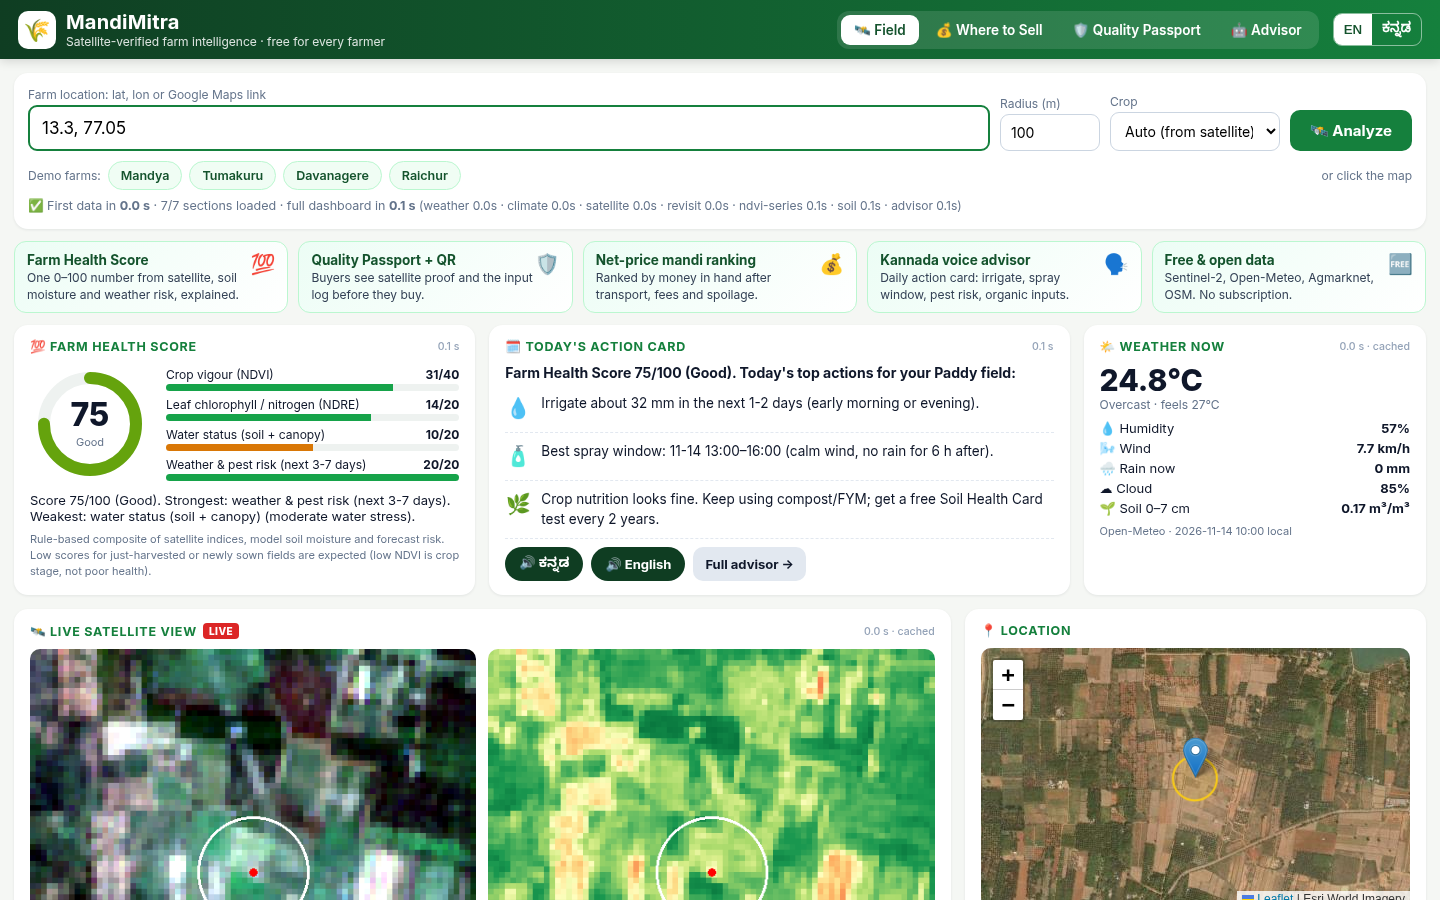 MandiMitra
Satellite-verified farm intelligence · free for every farmer
Field
Where to Sell
Quality Passport
Advisor
EN
ಕನ್ನಡ
Farm location: lat, lon or Google Maps link
13.3, 77.05
Radius (m)
100
Crop
Auto (from satellite)
Analyze
Demo farms:
Mandya
Tumakuru
Davanagere
Raichur
or click the map
First data in 0.0 s · 7/7 sections loaded · full dashboard in 0.1 s (weather 0.0s · climate 0.0s · satellite 0.0s · revisit 0.0s · ndvi-series 0.1s · soil 0.1s · advisor 0.1s)
Farm Health Score
One 0–100 number from satellite, soil
moisture and weather risk, explained.
Quality Passport + QR
Buyers see satellite proof and the input
log before they buy.
Net-price mandi ranking
Ranked by money in hand after
transport, fees and spoilage.
Kannada voice advisor
Daily action card: irrigate, spray
window, pest risk, organic inputs.
Free & open data
Sentinel-2, Open-Meteo, Agmarknet,
OSM. No subscription.
FARM HEALTH SCORE
0.1 s
75
Good
Crop vigour (NDVI) 31/40
Leaf chlorophyll / nitrogen (NDRE) 14/20
Water status (soil + canopy) 10/20
Weather & pest risk (next 3-7 days) 20/20
Score 75/100 (Good). Strongest: weather & pest risk (next 3-7 days).
Weakest: water status (soil + canopy) (moderate water stress).
Rule-based composite of satellite indices, model soil moisture and forecast risk.
Low scores for just-harvested or newly sown fields are expected (low NDVI is crop
stage, not poor health).
TODAY'S ACTION CARD
0.1 s
Farm Health Score 75/100 (Good). Today's top actions for your Paddy field:
Irrigate about 32 mm in the next 1-2 days (early morning or evening).
Best spray window: 11-14 13:00–16:00 (calm wind, no rain for 6 h after).
Crop nutrition looks fine. Keep using compost/FYM; get a free Soil Health Card
test every 2 years.
ಕನ್ನಡ
English
Full advisor →
WEATHER NOW
0.0 s · cached
24.8°C
Overcast · feels 27°C
Humidity 57%
Wind 7.7 km/h
Rain now 0 mm
Cloud 85%
Soil 0–7 cm 0.17 m³/m³
Open-Meteo · 2026-11-14 10:00 local
LIVE SATELLITE VIEW
LIVE
0.0 s · cached
LOCATION
+
−
Leaflet | Esri World Imagery